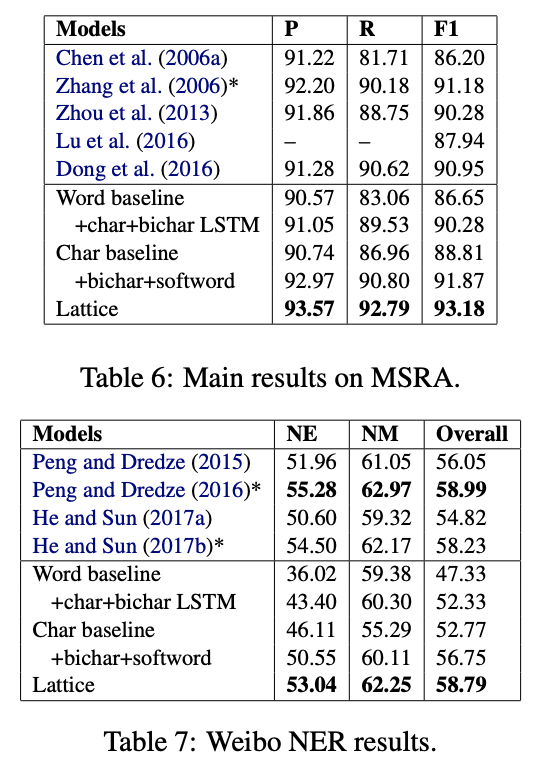 Models P R F1
Chen et al. (2006a) 91.22 81.71 86.20
Zhang et al. (2006)* 92.20 90.18 91.18
Zhou et al. (2013) 91.86 88.75 90.28
Lu et al. (2016) – – 87.94
Dong et al. (2016) 91.28 90.62 90.95
Word baseline 90.57 83.06 86.65
+char+bichar LSTM 91.05 89.53 90.28
Char baseline 90.74 86.96 88.81
+bichar+softword 92.97 90.80 91.87
Lattice 93.57 92.79 93.18
Table 6: Main results on MSRA.
Models NE NM Overall
Peng and Dredze (2015) 51.96 61.05 56.05
Peng and Dredze (2016)* 55.28 62.97 58.99
He and Sun (2017a) 50.60 59.32 54.82
He and Sun (2017b)* 54.50 62.17 58.23
Word baseline 36.02 59.38 47.33
+char+bichar LSTM 43.40 60.30 52.33
Char baseline 46.11 55.29 52.77
+bichar+softword 50.55 60.11 56.75
Lattice 53.04 62.25 58.79
Table 7: Weibo NER results.